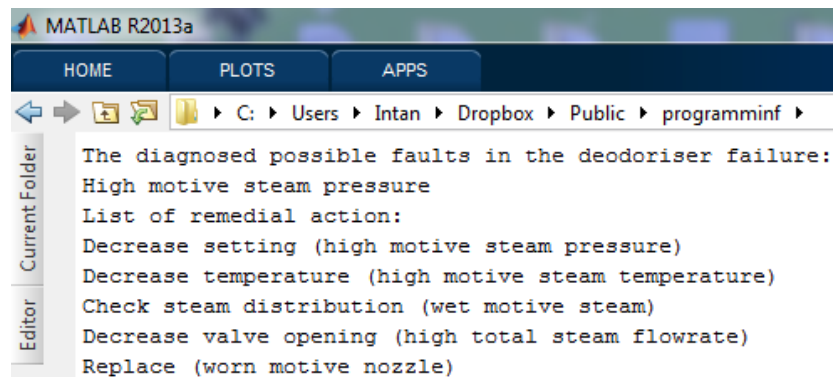 MATLAB R2013a
HOME PLOTS APPS
C: Users Intan Dropbox Public programminf
Current Folder
Editor
The diagnosed possible faults in the deodoriser failure:
High motive steam pressure
List of remedial action:
Decrease setting (high motive steam pressure)
Decrease temperature (high motive steam temperature)
Check steam distribution (wet motive steam)
Decrease valve opening (high total steam flowrate)
Replace (worn motive nozzle)